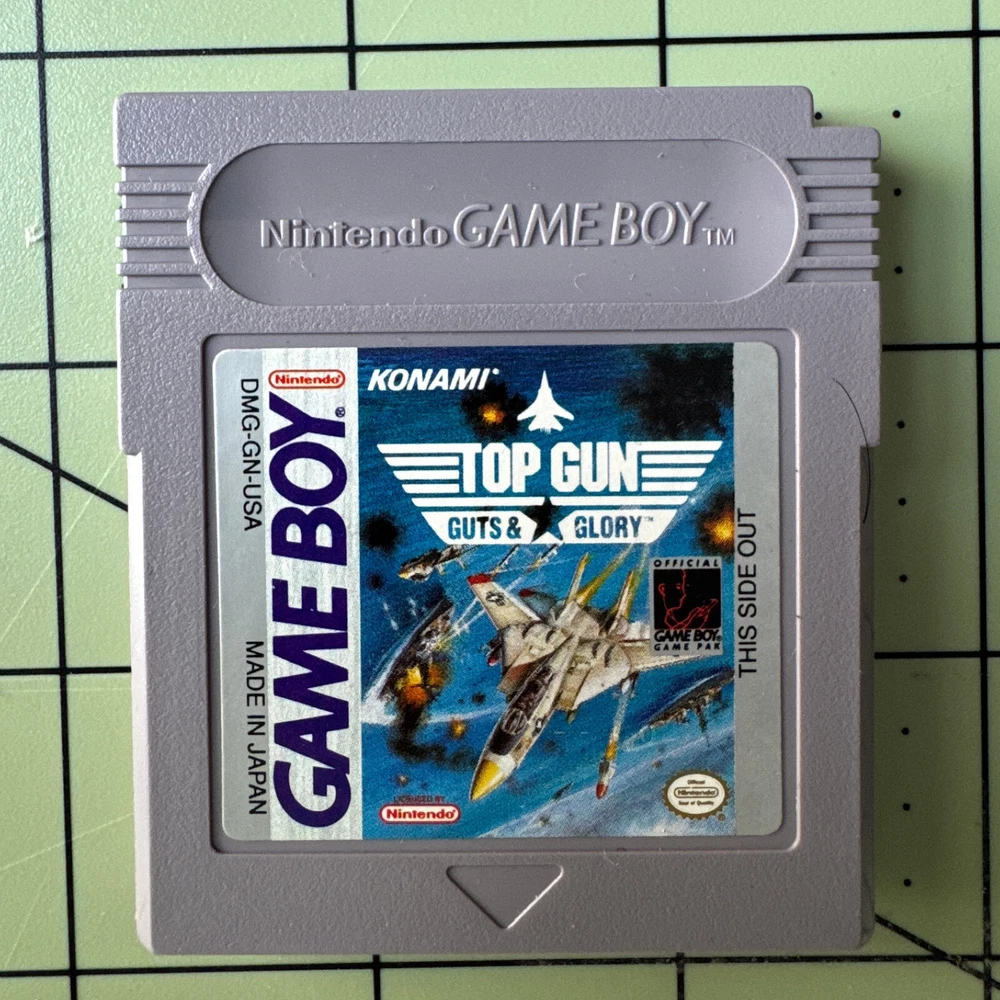 Nintendo GAME BOY™
Nintendo®
GAME BOY®
DMG-GN-USA
MADE IN JAPAN
KONAMI®
TOP GUN
GUTS & GLORY™
OFFICIAL
GAME BOY
GAME PAK
THIS SIDE OUT
LICENSED BY
Nintendo®
Official
Nintendo
Seal of Quality